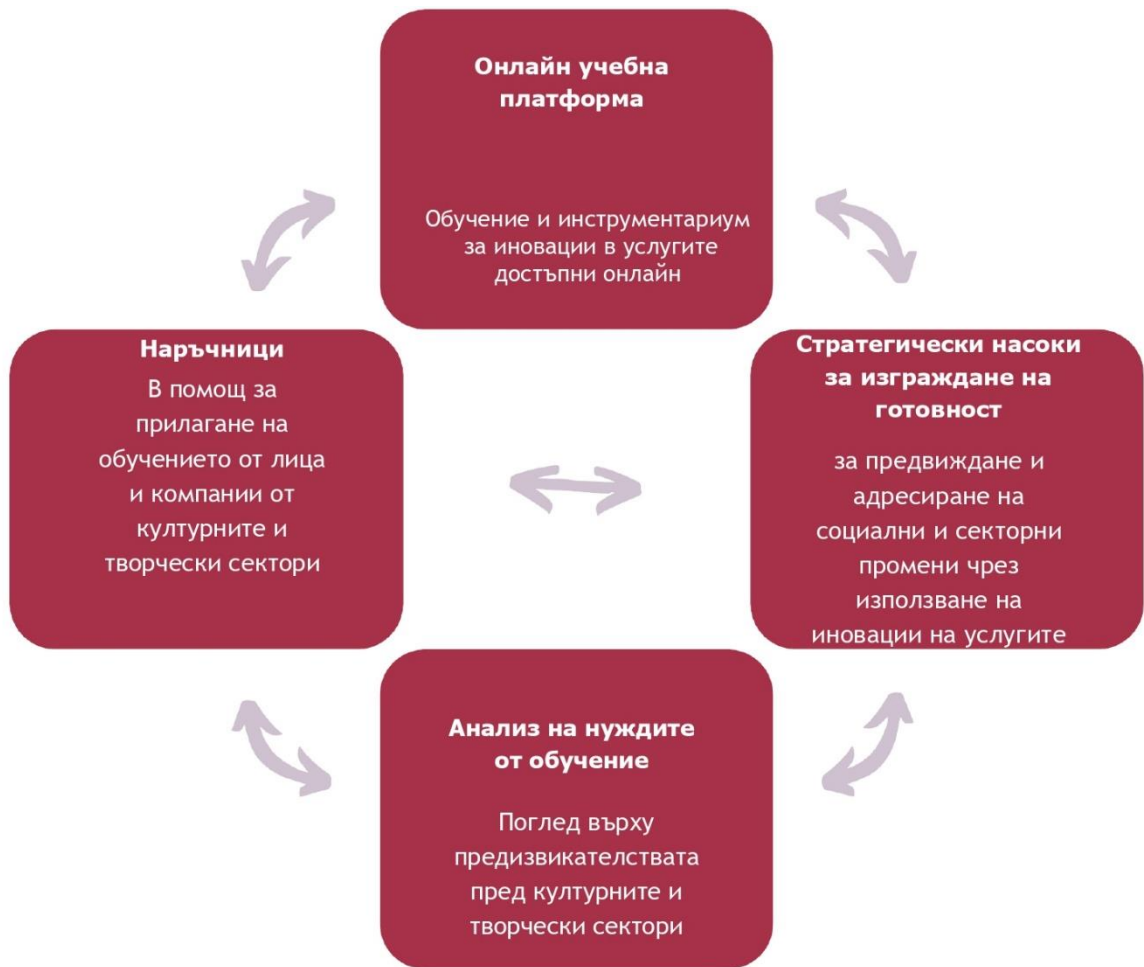 Онлайн учебна
платформа
Обучение и инструментариум
за иновации в услугите
достъпни онлайн
Наръчници
В помощ за
прилагане на
обучението от лица
и компании от
културните и
творчески сектори
Стратегически насоки
за изграждане на
готовност
за предвиждане и
адресиране на
социални и секторни
промени чрез
използване на
иновации на услугите
Анализ на нуждите
от обучение
Поглед върху
предизвикателствата
пред културните и
творчески сектори